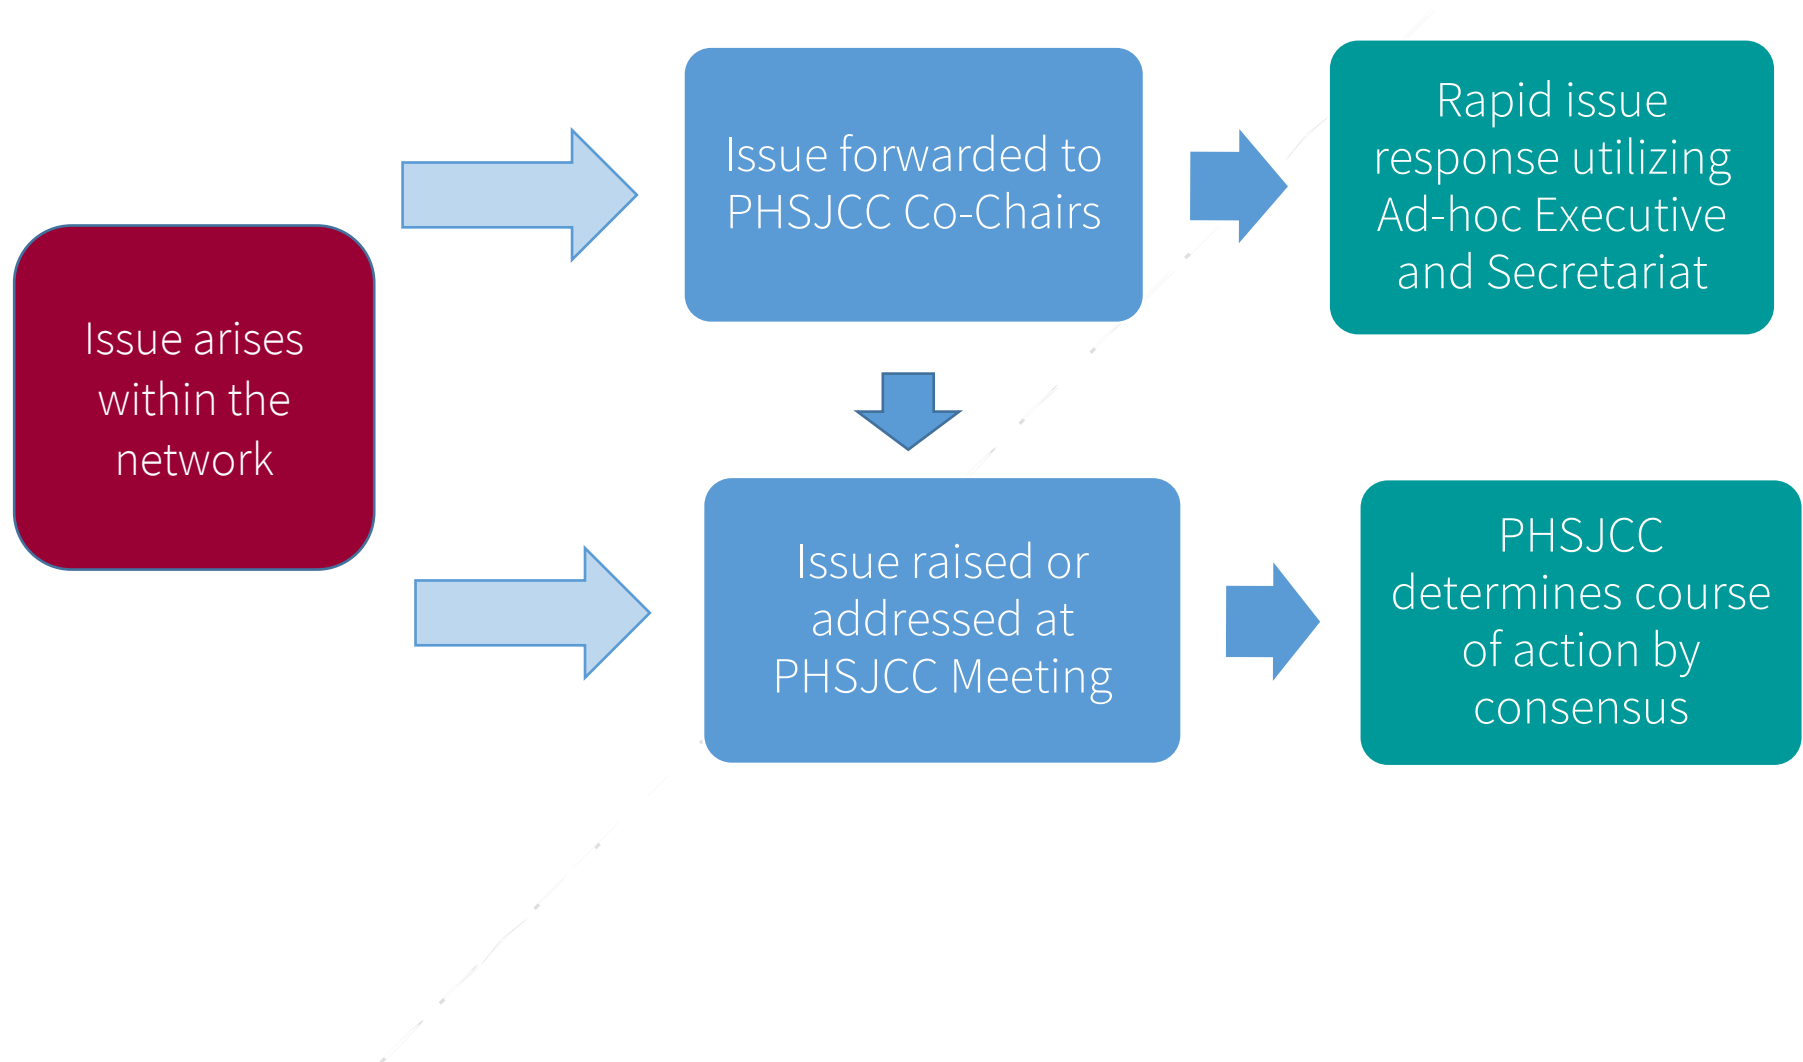 Issue arises
within the
network
Issue forwarded to
PHSJCC Co-Chairs
Rapid issue
response utilizing
Ad-hoc Executive
and Secretariat
Issue raised or
addressed at
PHSJCC Meeting
PHSJCC
determines course
of action by
consensus